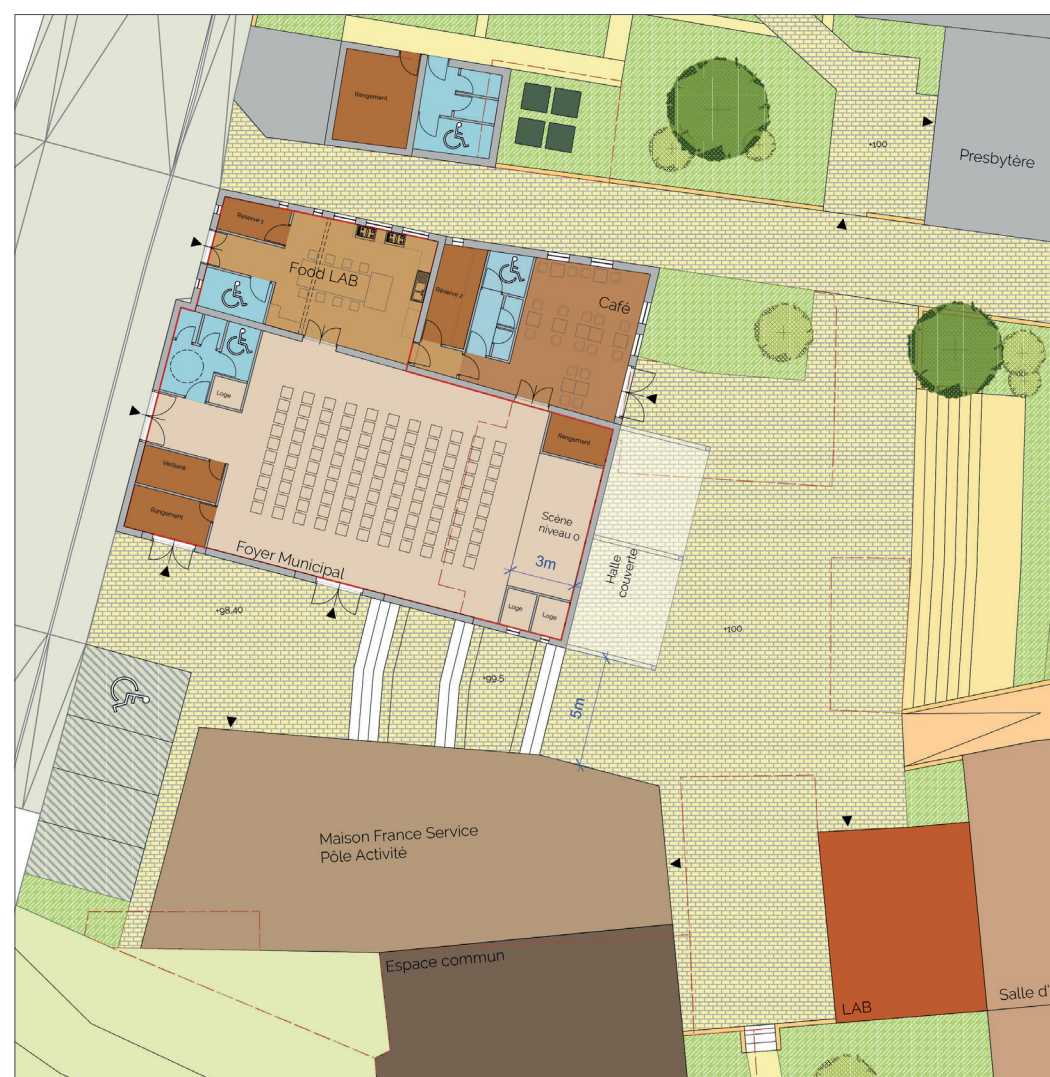 Rangement
Presbytère
+100
Réserve 1
Food LAB
Réserve 2
Café
Loge
Rangement
Vestiaire
Rangement
Scène
niveau 0
Foyer Municipal
3m
Halle
couverte
Loge
Loge
+98,40
+100
+99.5
5m
Maison France Service
Pôle Activité
Espace commun
LAB
Salle d'